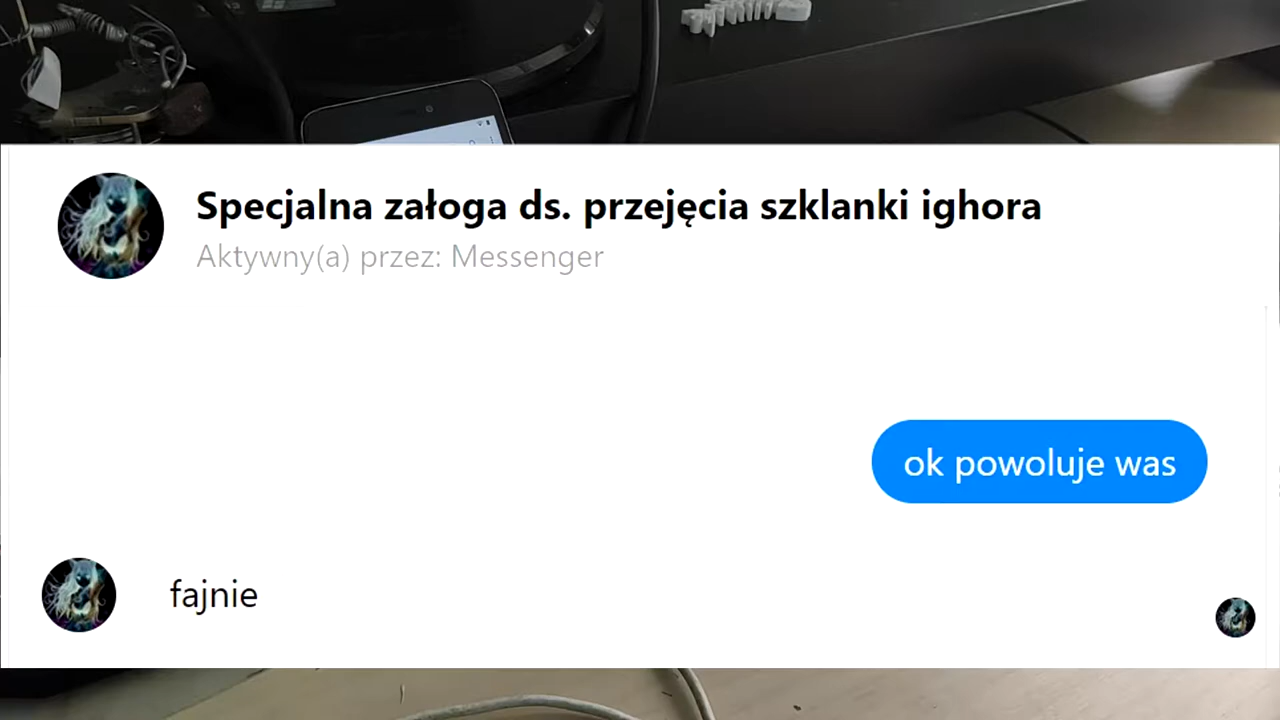 Specjalna załoga ds. przejęcia szklanki ighora
Aktywny(a) przez: Messenger
ok powoluje was
fajnie